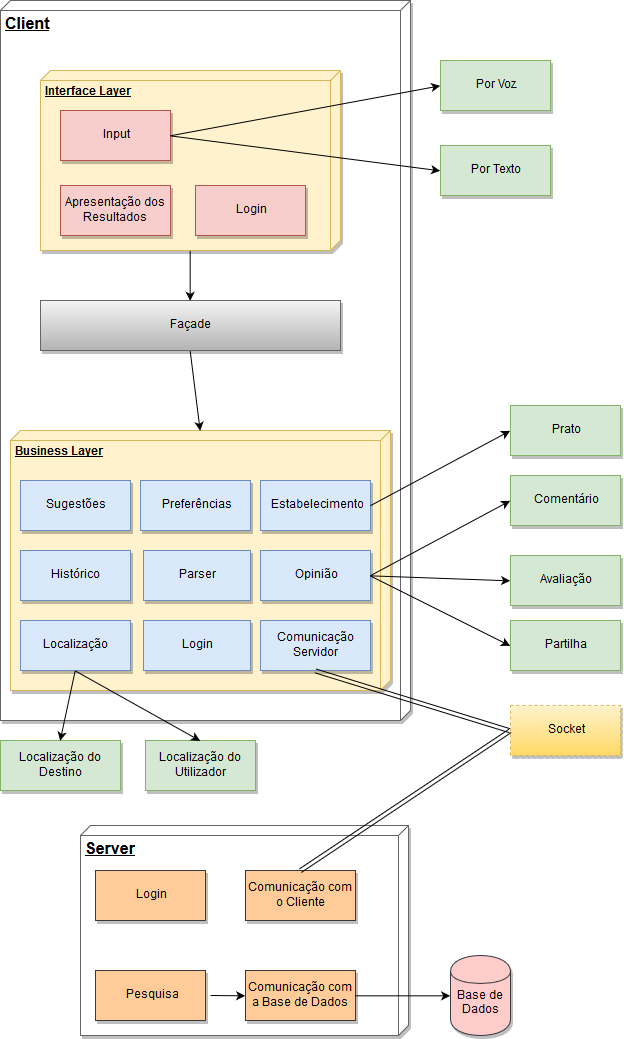 Client
Interface Layer
Input
Por Voz
Por Texto
Apresentação dos
Resultados
Login
Façade
Business Layer
Sugestões
Preferências
Estabelecimento
Prato
Histórico
Parser
Opinião
Comentário
Avaliação
Partilha
Localização
Login
Comunicação
Servidor
Socket
Localização do
Destino
Localização do
Utilizador
Server
Login
Comunicação com
o Cliente
Pesquisa
Comunicação com
a Base de Dados
Base de
Dados